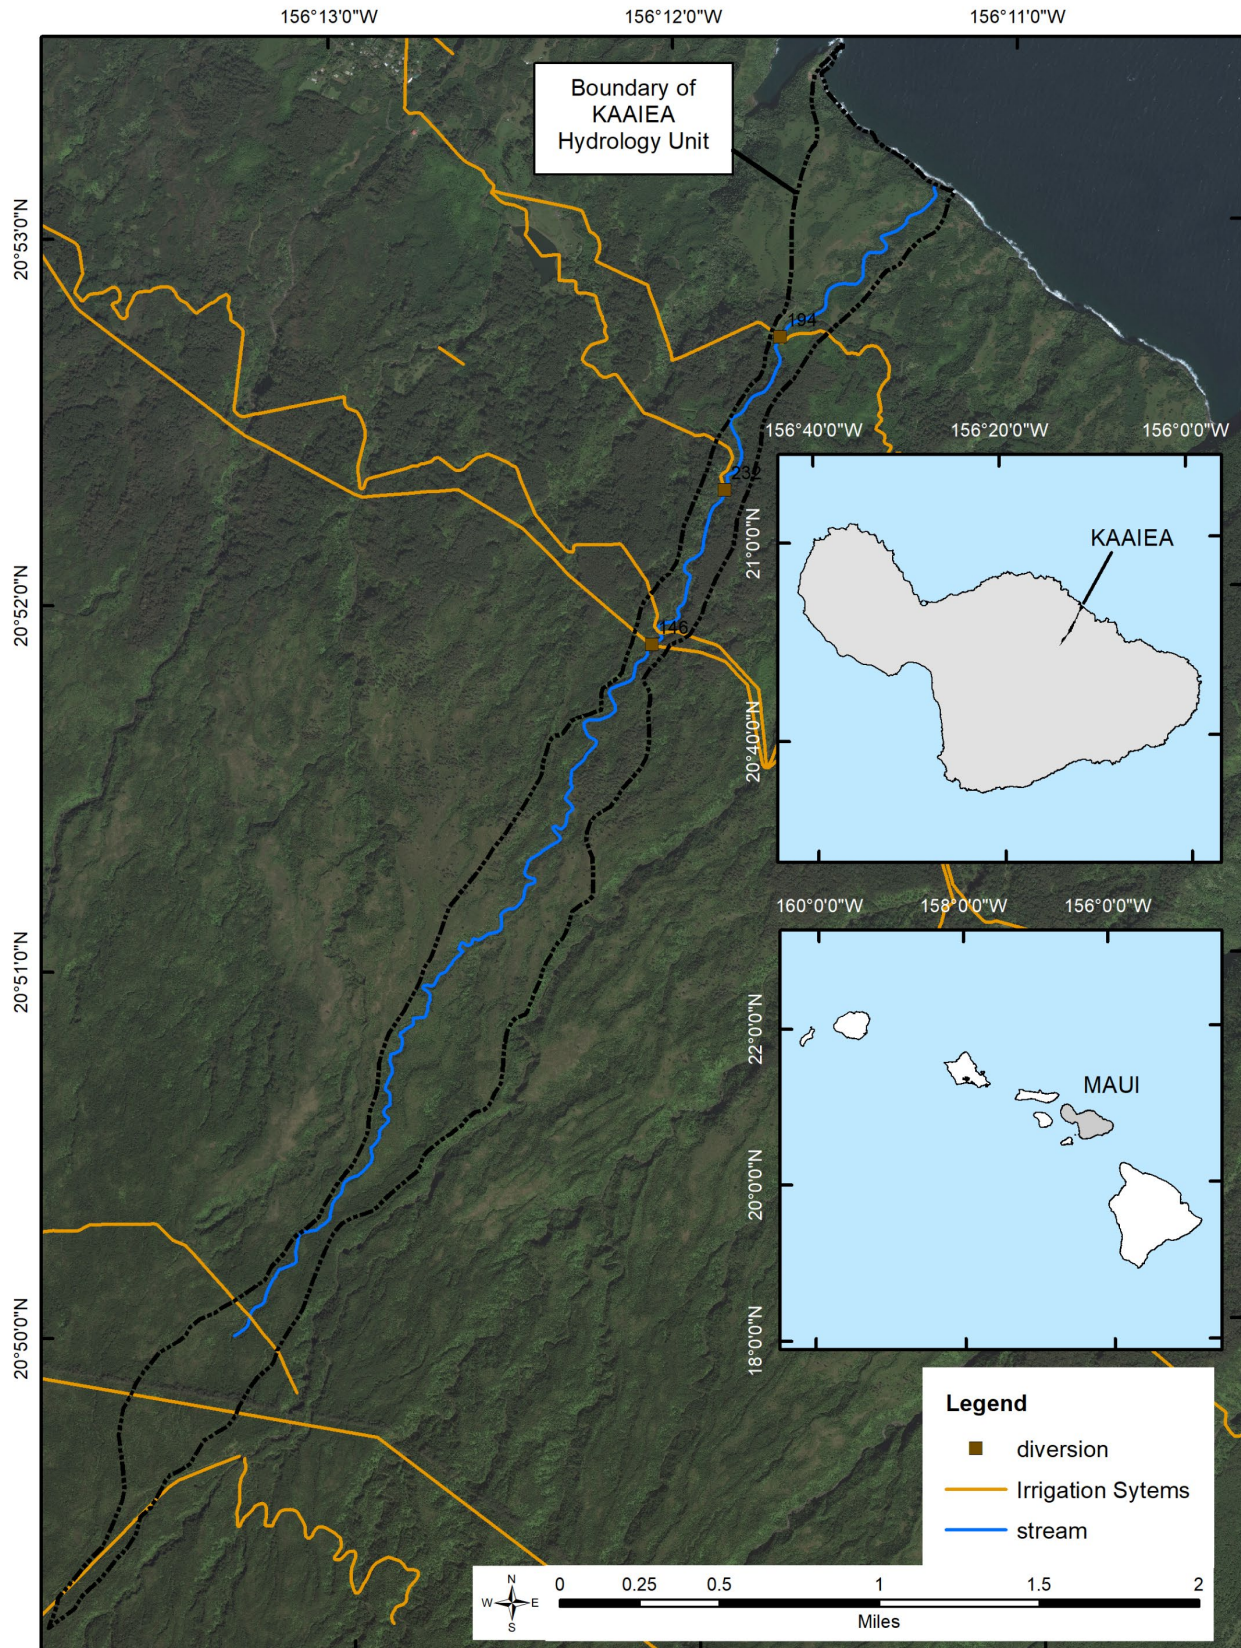 156°13'0"W
156°12'0"W
156°11'0"W
Boundary of
KAAIEA
Hydrology Unit
20°53'0"N
194
232
146
20°52'0"N
20°51'0"N
20°50'0"N
156°40'0"W
156°20'0"W
156°0'0"W
21°0'0"N
20°40'0"N
KAAIEA
160°0'0"W
158°0'0"W
156°0'0"W
22°0'0"N
20°0'0"N
18°0'0"N
MAUI
Legend
diversion
Irrigation Sytems
stream
N
W
E
S
0
0.25
0.5
1
1.5
2
Miles